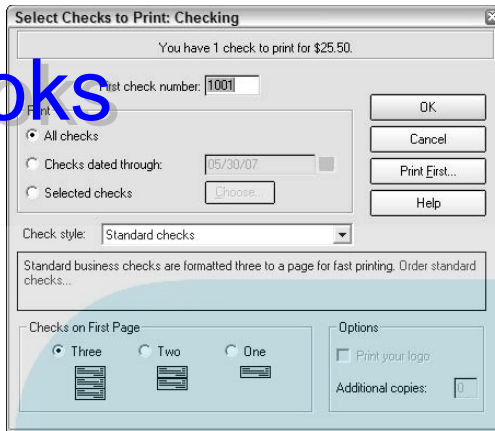 Select Checks to Print: Checking
You have 1 check to print for $25.50.
oks
First check number: 1001
Print
All checks
Checks dated through: 05/30/07
Selected checks Choose...
OK
Cancel
Print First...
Help
Check style: Standard checks
Standard business checks are formatted three to a page for fast printing. Order standard
checks...
Checks on First Page
Three Two One
Options
Print your logo
Additional copies: 0